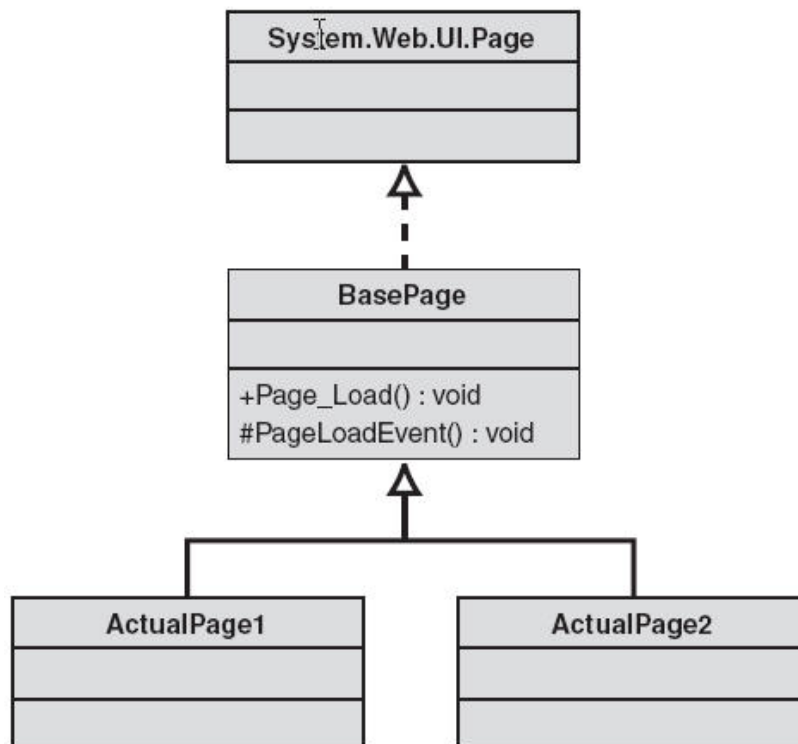 System.Web.UI.Page
BasePage
+Page_Load() : void
#PageLoadEvent() : void
ActualPage1
ActualPage2